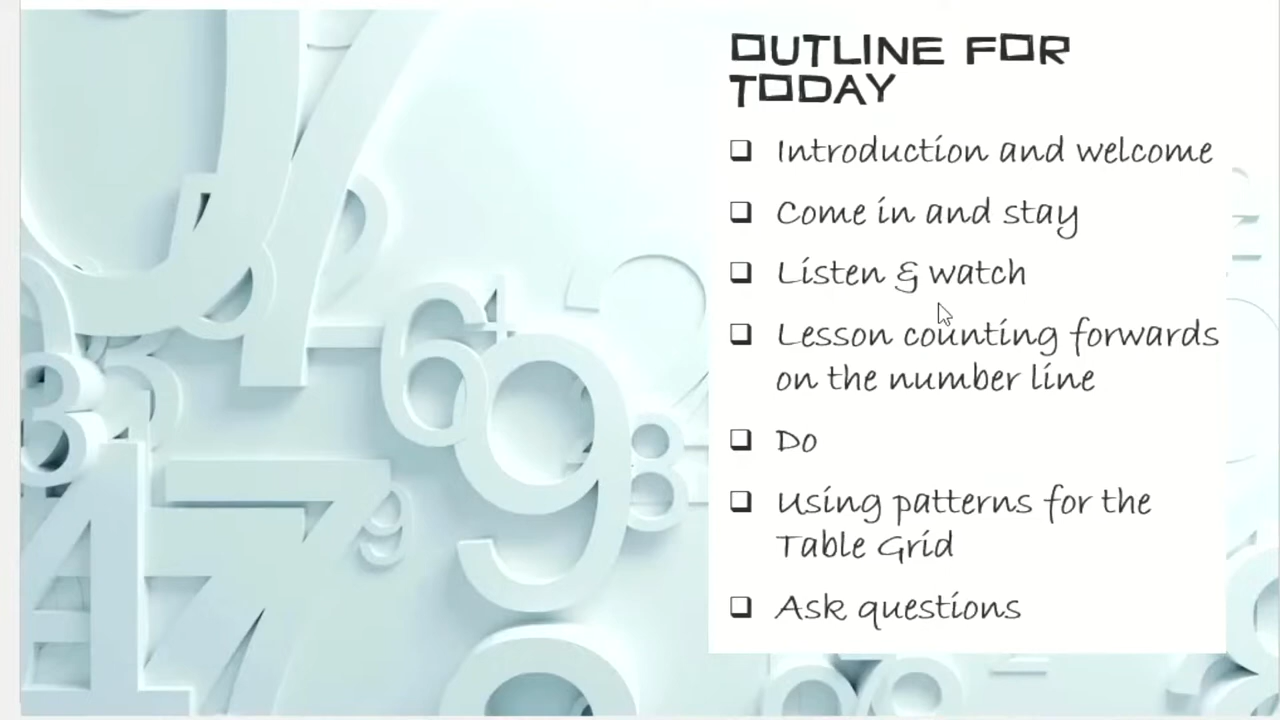 OUTLINE FOR
TODAY
Introduction and welcome
Come in and stay
Listen & watch
Lesson counting forwards
on the number line
Do
Using patterns for the
Table Grid
Ask questions